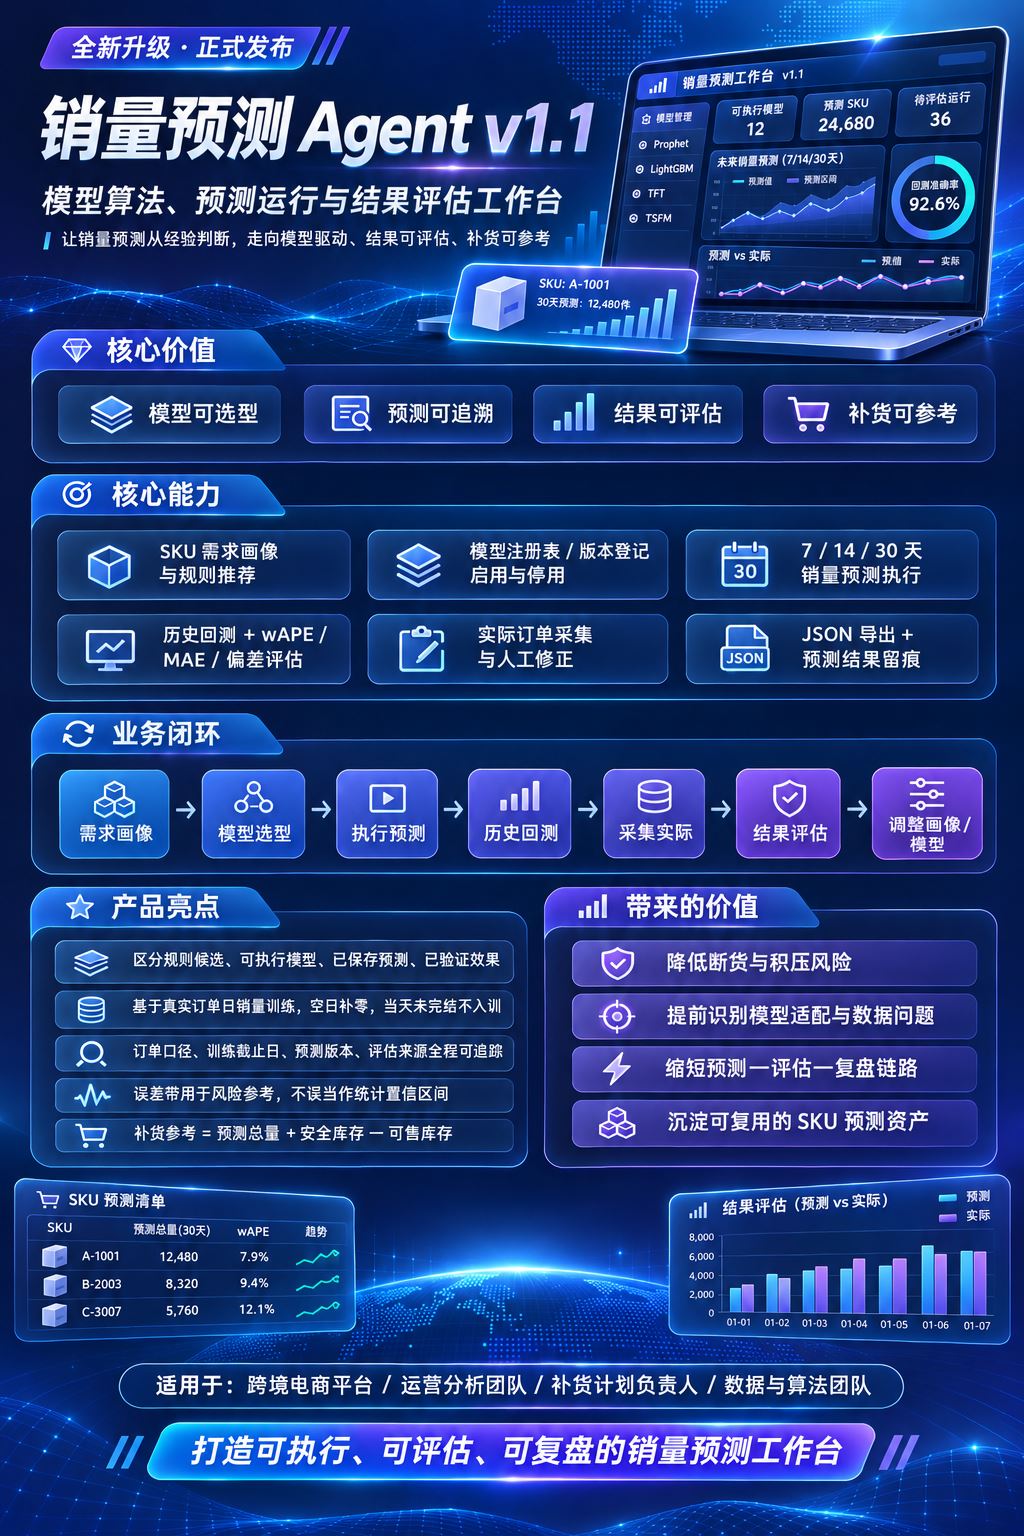 全新升级 · 正式发布
销量预测 Agent v1.1
模型算法、预测运行与结果评估工作台
让销量预测从经验判断，走向模型驱动、结果可评估、补货可参考
销量预测工作台 v1.1
模型管理
Prophet
LightGBM
TFT
TSFM
可执行模型
12
预测 SKU
24,680
待评估运行
36
未来销量预测 (7/14/30天)
预测值
预测区间
回测准确率
92.6%
预测 vs 实际
实际
SKU: A-1001
30天预测: 12,480件
核心价值
模型可选型
预测可追溯
结果可评估
补货可参考
核心能力
SKU 需求画像
与规则推荐
模型注册表 / 版本登记
启用与停用
30
7 / 14 / 30 天
销量预测执行
历史回测 + wAPE /
MAE / 偏差评估
实际订单采集
与人工修正
JSON
JSON 导出 +
预测结果留痕
业务闭环
需求画像
模型选型
执行预测
历史回测
采集实际
结果评估
调整画像/
模型
产品亮点
区分规则候选、可执行模型、已保存预测、已验证效果
基于真实订单日销量训练，空日补零，当天未完结不入训
订单口径、训练截止日、预测版本、评估来源全程可追踪
误差带用于风险参考，不误当作统计置信区间
补货参考 = 预测总量 + 安全库存 — 可售库存
带来的价值
降低断货与积压风险
提前识别模型适配与数据问题
缩短预测—评估—复盘链路
沉淀可复用的 SKU 预测资产
SKU 预测清单
SKU 预测总量(30天) wAPE 趋势
A-1001 12,480 7.9%
B-2003 8,320 9.4%
C-3007 5,760 12.1%
结果评估（预测 vs 实际）
预测
实际
8,000
6,000
4,000
2,000
0
01-01 01-02 01-03 01-04 01-05 01-06 01-07
适用于：跨境电商平台 / 运营分析团队 / 补货计划负责人 / 数据与算法团队
打造可执行、可评估、可复盘的销量预测工作台